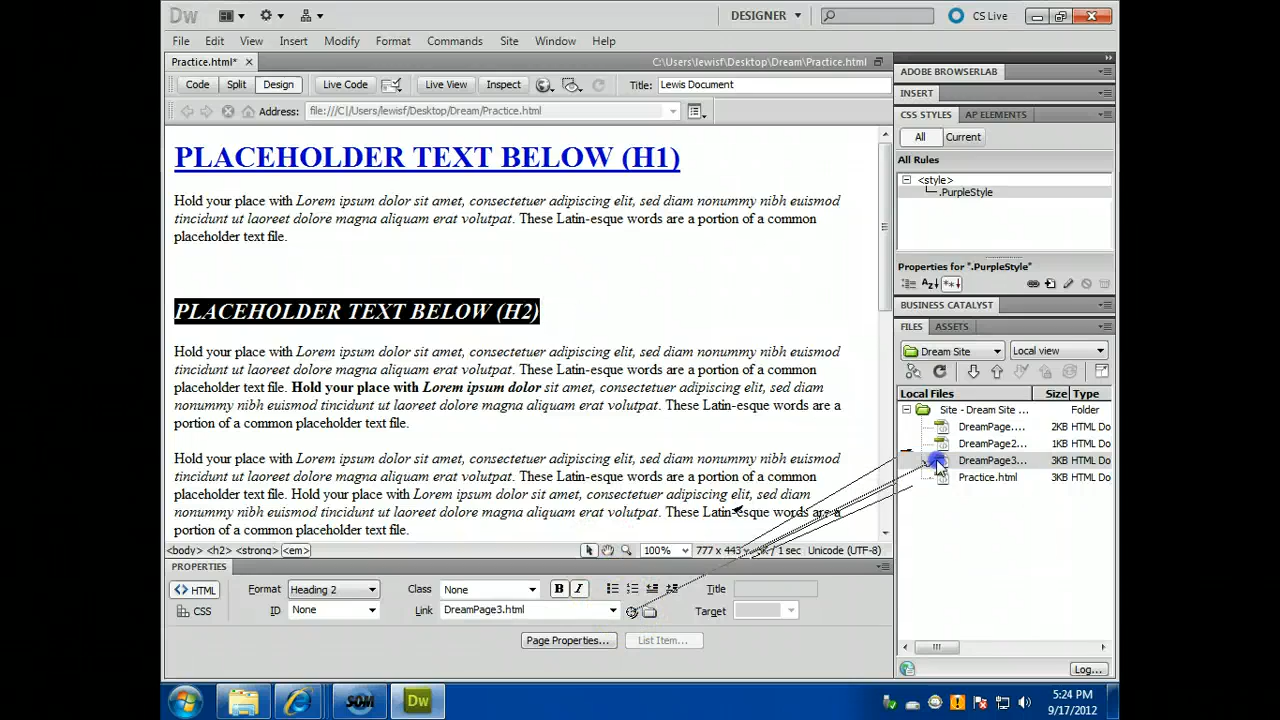 Dw DESIGNER CS Live
File Edit View Insert Modify Format Commands Site Window Help
Practice.html* C:\Users\lewisf\Desktop\Dream\Practice.html
Code Split Design Live Code Live View Inspect Title: Lewis Document
Address: file:///C|/Users/lewisf/Desktop/Dream/Practice.html
PLACEHOLDER TEXT BELOW (H1)
Hold your place with Lorem ipsum dolor sit amet, consectetuer adipiscing elit, sed diam nonummy nibh euismod
tincidunt ut laoreet dolore magna aliquam erat volutpat. These Latin-esque words are a portion of a common
placeholder text file.
PLACEHOLDER TEXT BELOW (H2)
Hold your place with Lorem ipsum dolor sit amet, consectetuer adipiscing elit, sed diam nonummy nibh euismod
tincidunt ut laoreet dolore magna aliquam erat volutpat. These Latin-esque words are a portion of a common placeholder
text file. Hold your place with Lorem ipsum dolor sit amet, consectetuer adipiscing elit, sed diam
nonummy nibh euismod tincidunt ut laoreet dolore magna aliquam erat volutpat. These Latin-esque words are a
portion of a common placeholder text file.
Hold your place with Lorem ipsum dolor sit amet, consectetuer adipiscing elit, sed diam nonummy nibh euismod
tincidunt ut laoreet dolore magna aliquam erat volutpat. These Latin-esque words are a portion of a common placeholder
text file. Hold your place with Lorem ipsum dolor sit amet, consectetuer adipiscing elit, sed diam
nonummy nibh euismod tincidunt ut laoreet dolore magna aliquam erat volutpat. These Latin-esque words are a
portion of a common placeholder text file.
<body> <h2> <strong> <em> 100% 777 x 443 / 1 sec Unicode (UTF-8)
PROPERTIES
HTML Format Heading 2 Class None B I Title
CSS ID None Link DreamPage3.html Target
Page Properties... List Item...
ADOBE BROWSERLAB
INSERT
CSS STYLES AP ELEMENTS
All Current
All Rules
<style>
.PurpleStyle
Properties for ".PurpleStyle"
Az
BUSINESS CATALYST
FILES ASSETS
Dream Site Local view
Local Files Size Type
Site - Dream Site ... Folder
DreamPage.... 2KB HTML Do
DreamPage2... 1KB HTML Do
DreamPage3... 3KB HTML Do
Practice.html 3KB HTML Do
Log...
SOM Dw 5:24 PM
9/17/2012